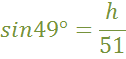 sin49° = h/51